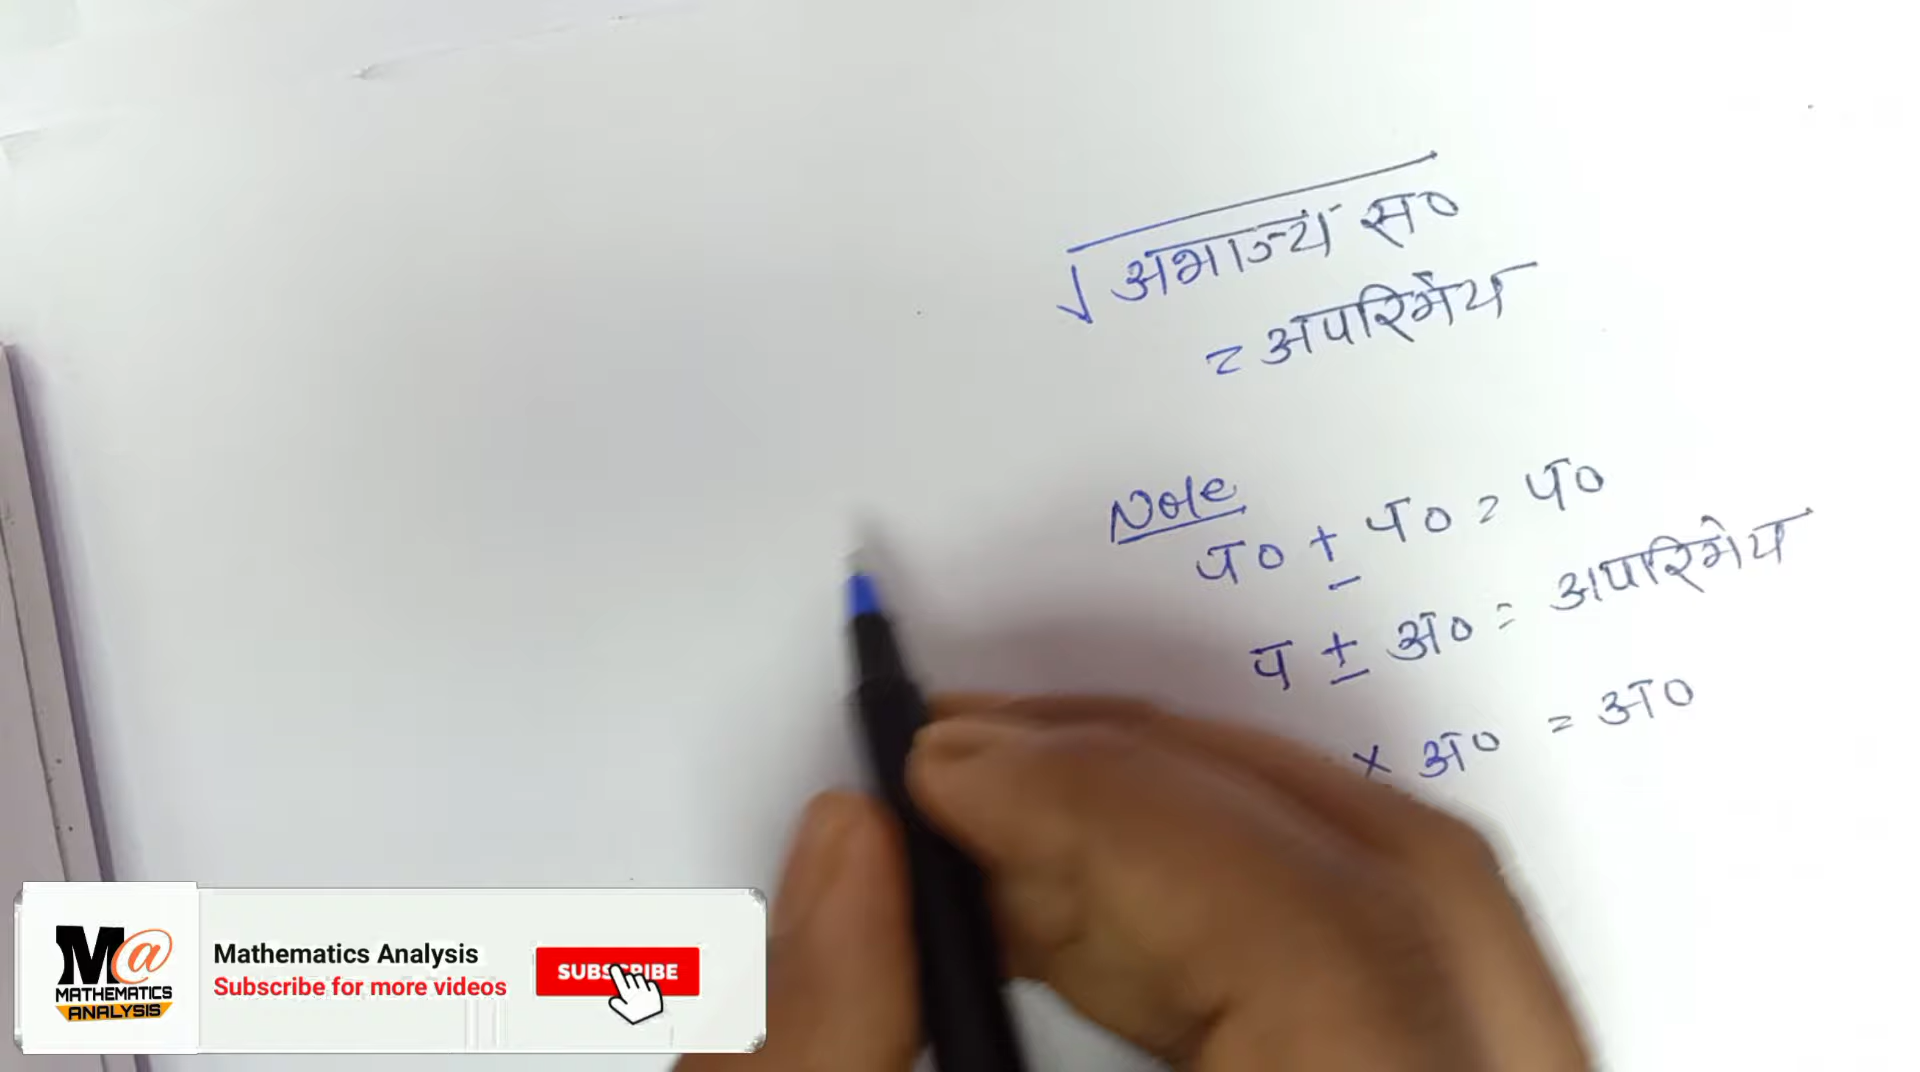 √अभाज्य स०
= अपरिमेय
Note
प० ± प० = प०
प ± अ० = अपरिमेय
× अ० = अ०
M@
MATHEMATICS
ANALYSIS
Mathematics Analysis
Subscribe for more videos
SUBSCRIBE